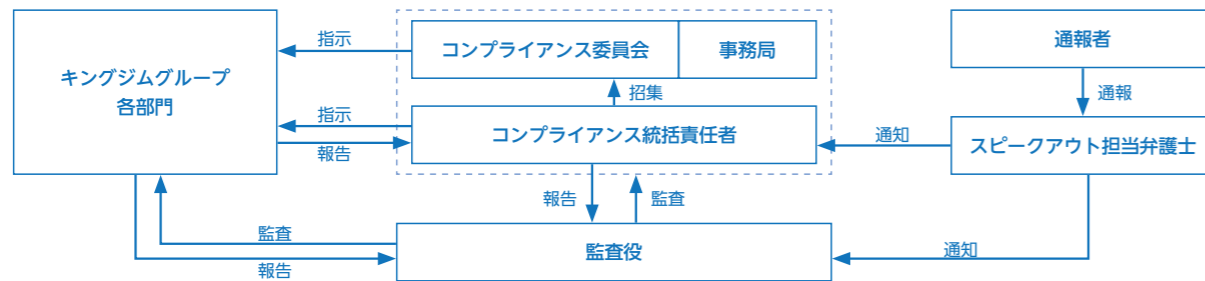 指示
コンプライアンス委員会
事務局
通報者
キングジムグループ
各部門
招集
通報
指示
コンプライアンス統括責任者
通知
スピークアウト担当弁護士
報告
報告
監査
監査
監査役
通知
報告